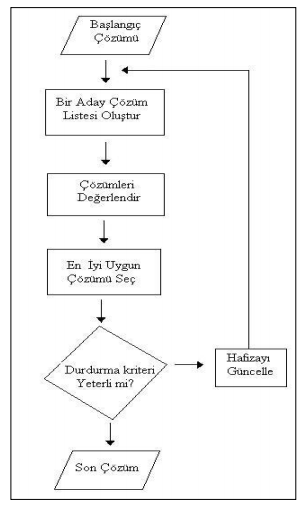 Başlangıç
Çözümü
Bir Aday Çözüm
Listesi Oluştur
Çözümleri
Değerlendir
En İyi Uygun
Çözümü Seç
Durdurma kriteri
Yeterli mi?
Hafızayı
Güncelle
Son Çözüm